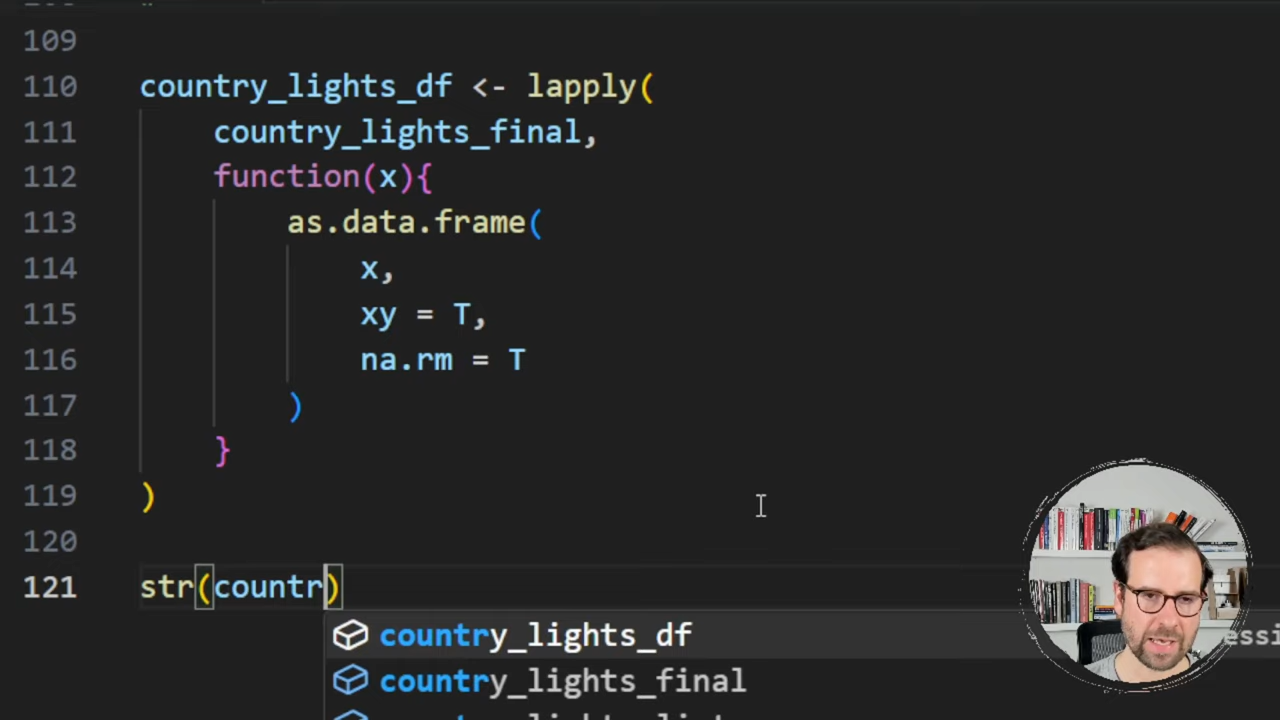 109
110 country_lights_df <- lapply(
111 country_lights_final,
112 function(x){
113 as.data.frame(
114 x,
115 xy = T,
116 na.rm = T
117 )
118 }
119 )
120
121 str(countr)
country_lights_df
country_lights_final